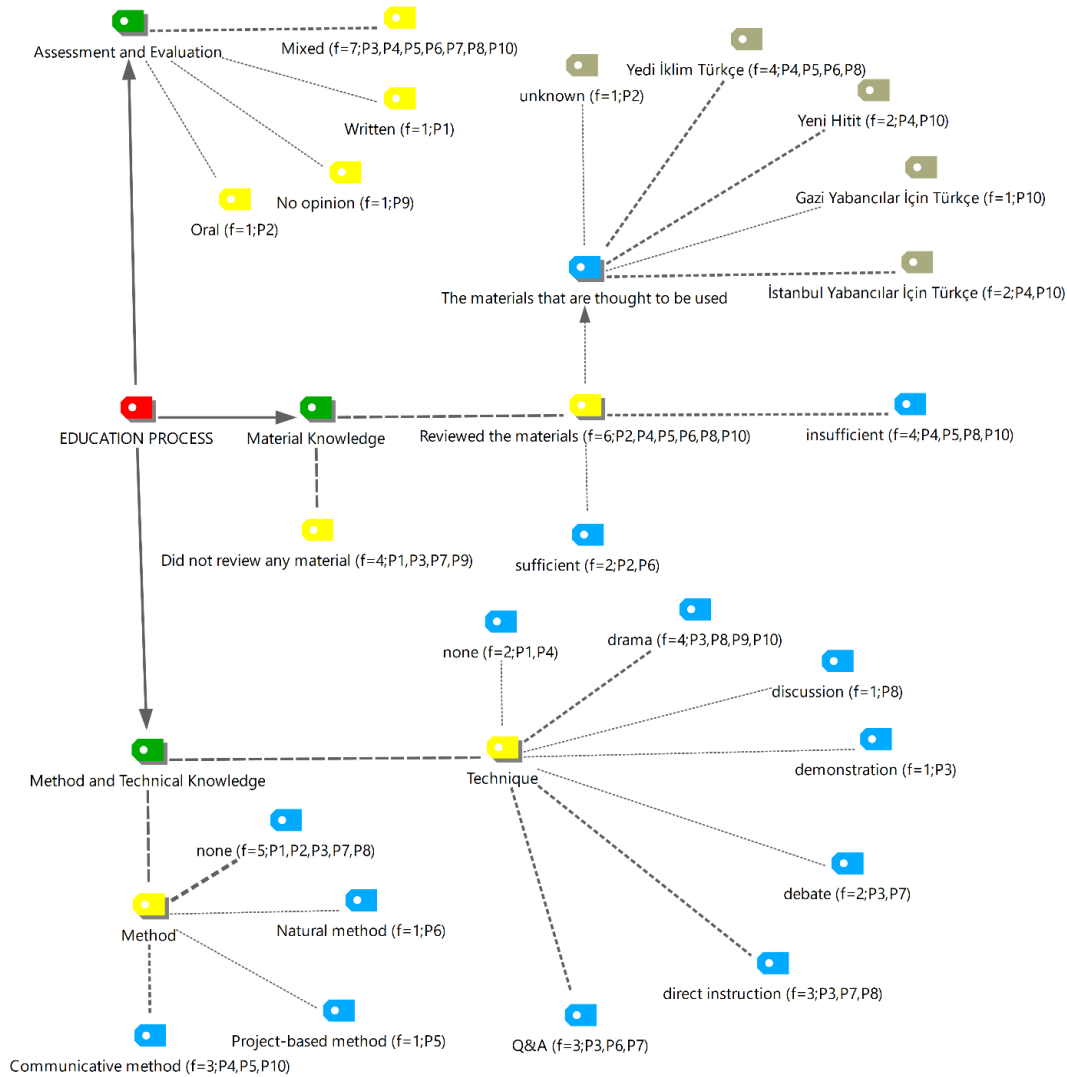 Assessment and Evaluation
Mixed (f=7;P3,P4,P5,P6,P7,P8,P10)
Written (f=1;P1)
No opinion (f=1;P9)
Oral (f=1;P2)
unknown (f=1;P2)
Yedi İklim Türkçe (f=4;P4,P5,P6,P8)
Yeni Hitit (f=2;P4,P10)
Gazi Yabancılar İçin Türkçe (f=1;P10)
İstanbul Yabancılar İçin Türkçe (f=2;P4,P10)
The materials that are thought to be used
EDUCATION PROCESS
Material Knowledge
Reviewed the materials (f=6;P2,P4,P5,P6,P8,P10)
insufficient (f=4;P4,P5,P8,P10)
Did not review any material (f=4;P1,P3,P7,P9)
sufficient (f=2;P2,P6)
none (f=2;P1,P4)
drama (f=4;P3,P8,P9,P10)
discussion (f=1;P8)
demonstration (f=1;P3)
Method and Technical Knowledge
Technique
none (f=5;P1,P2,P3,P7,P8)
debate (f=2;P3,P7)
Natural method (f=1;P6)
Method
direct instruction (f=3;P3,P7,P8)
Project-based method (f=1;P5)
Q&A (f=3;P3,P6,P7)
Communicative method (f=3;P4,P5,P10)